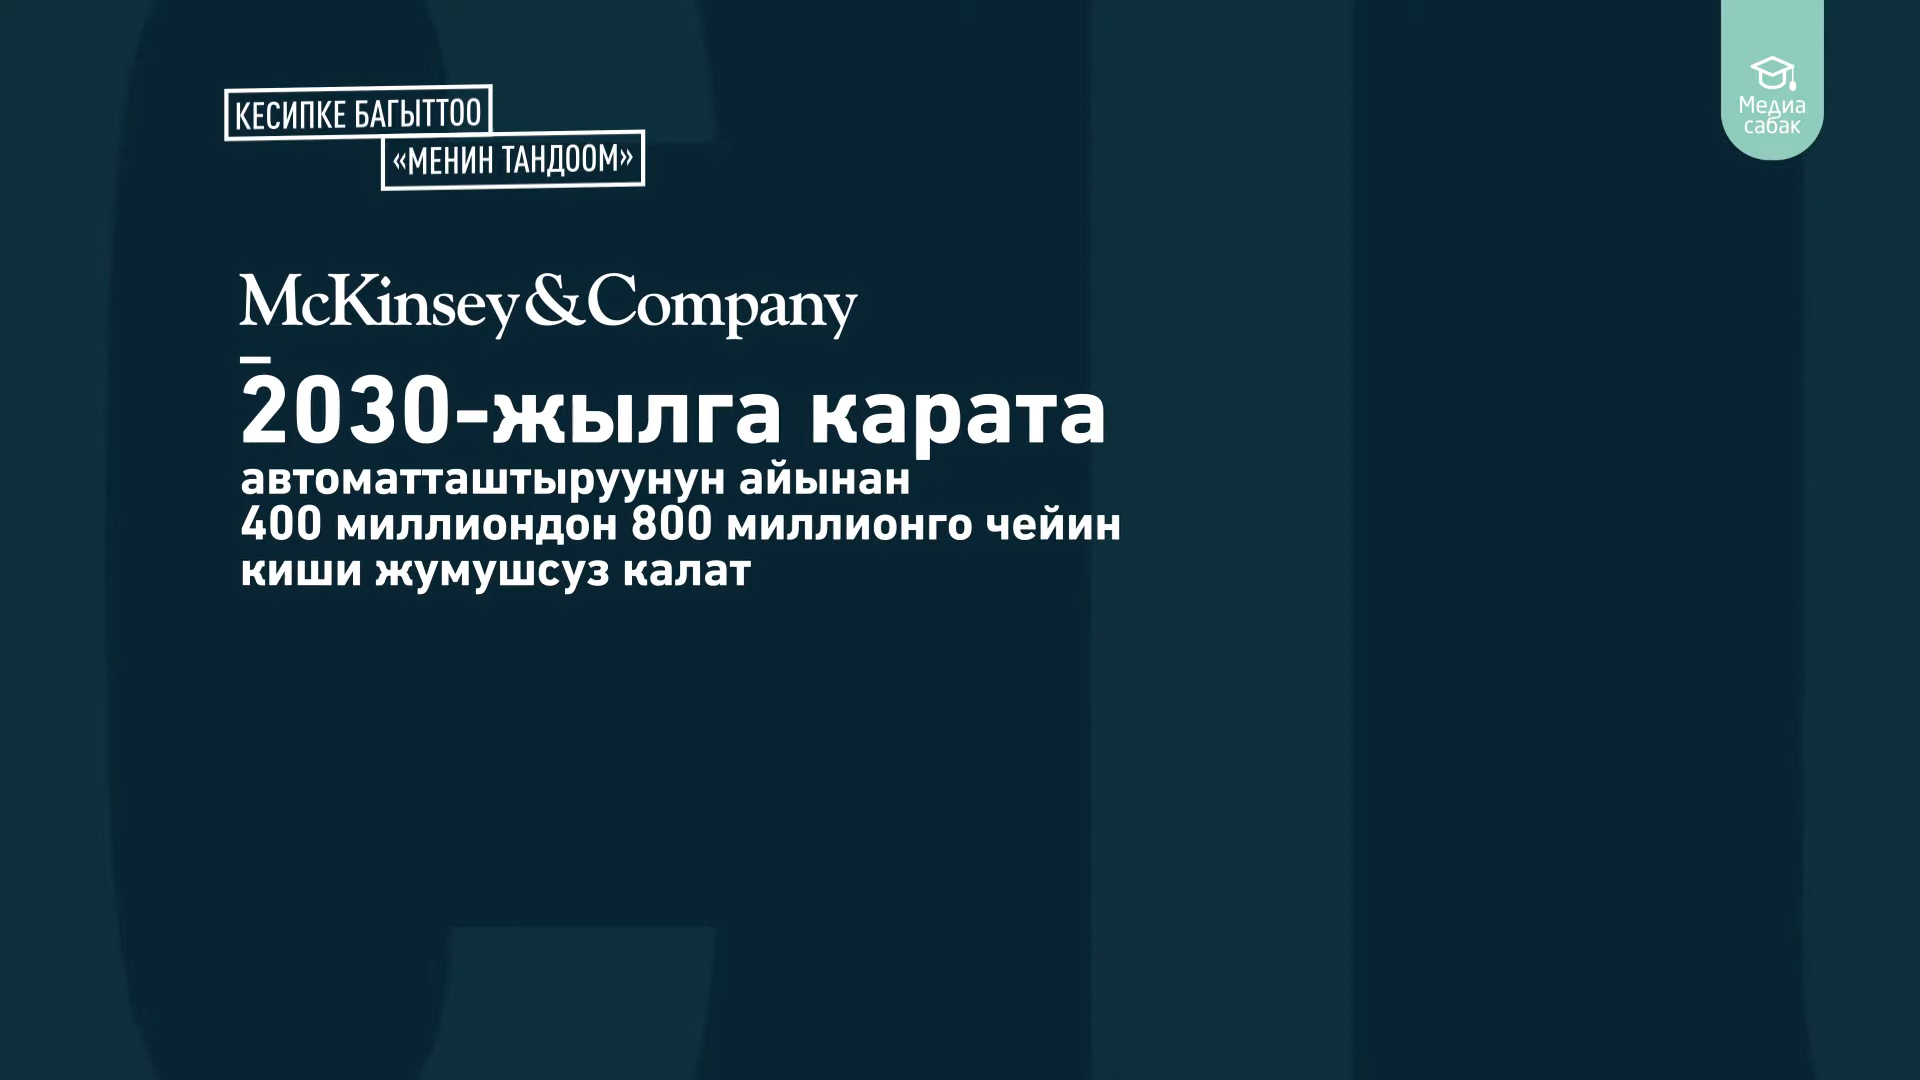 КЕСИПКЕ БАГЫТТОО
«МЕНИН ТАНДООМ»
Медиа
сабак
McKinsey&Company
2030-жылга карата
автоматташтыруунун айынан
400 миллиондон 800 миллионго чейин
киши жумушсуз калат